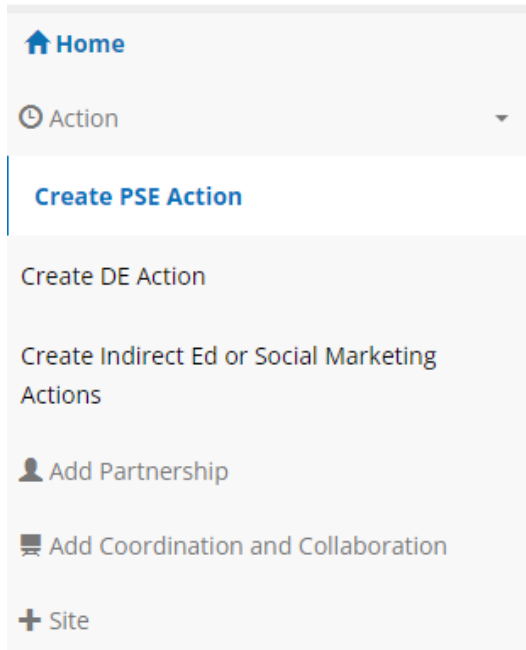 Home
Action
Create PSE Action
Create DE Action
Create Indirect Ed or Social Marketing
Actions
Add Partnership
Add Coordination and Collaboration
Site